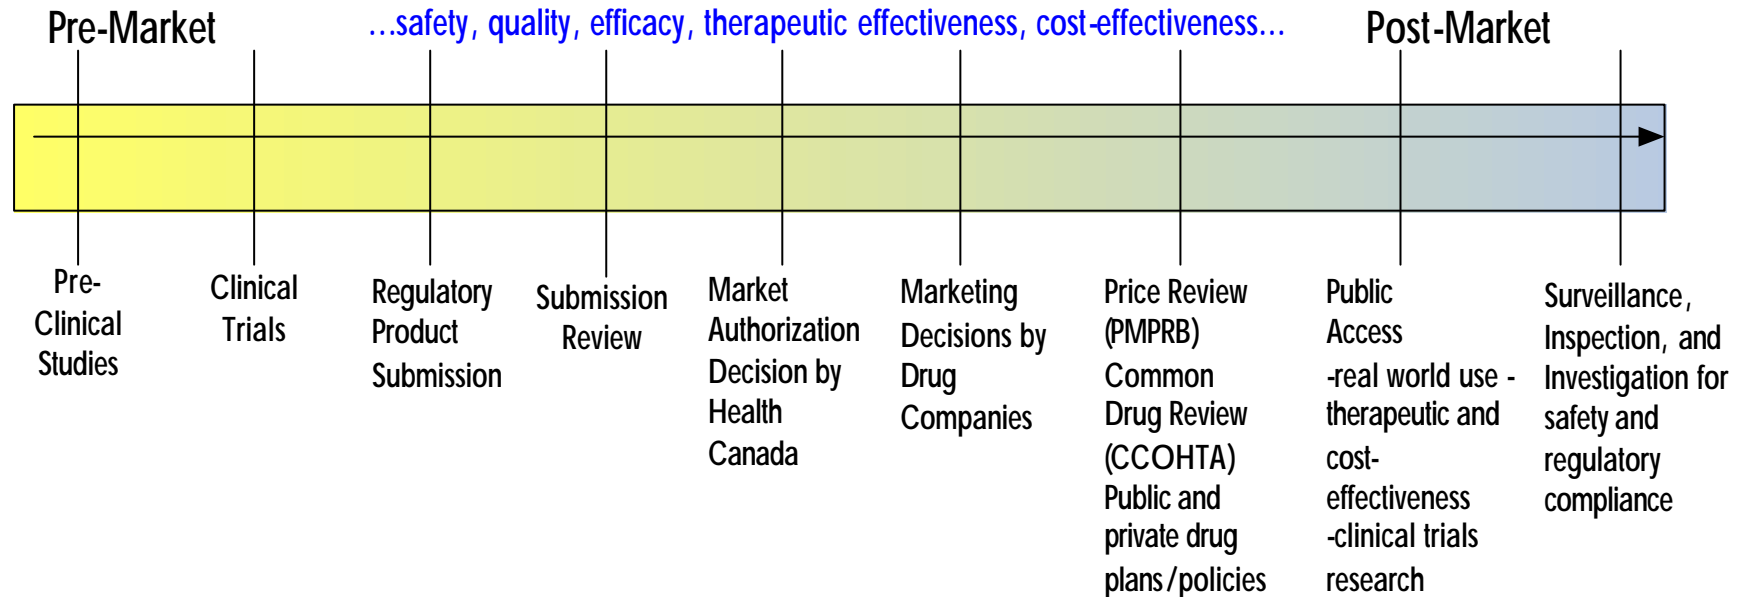 Pre-Market
…safety, quality, efficacy, therapeutic effectiveness, cost-effectiveness…
Post-Market
Pre-
Clinical
Studies
Clinical
Trials
Regulatory
Product
Submission
Submission
Review
Market
Authorization
Decision by
Health
Canada
Marketing
Decisions by
Drug
Companies
Price Review
(PMPRB)
Common
Drug Review
(CCOHTA)
Public and
private drug
plans/policies
Public
Access
-real world use -
therapeutic and
cost-
effectiveness
-clinical trials
research
Surveillance,
Inspection, and
Investigation for
safety and
regulatory
compliance